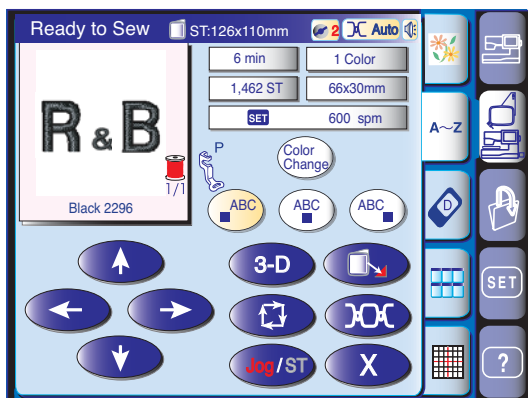 Ready to Sew ST:126x110mm 2 Auto
6 min 1 Color
1,462 ST 66x30mm
SET 600 spm
R & B
A~Z
P
Color
Change
1/1
Black 2296
ABC ABC ABC
D
3-D
SET
Jog/ST X
?